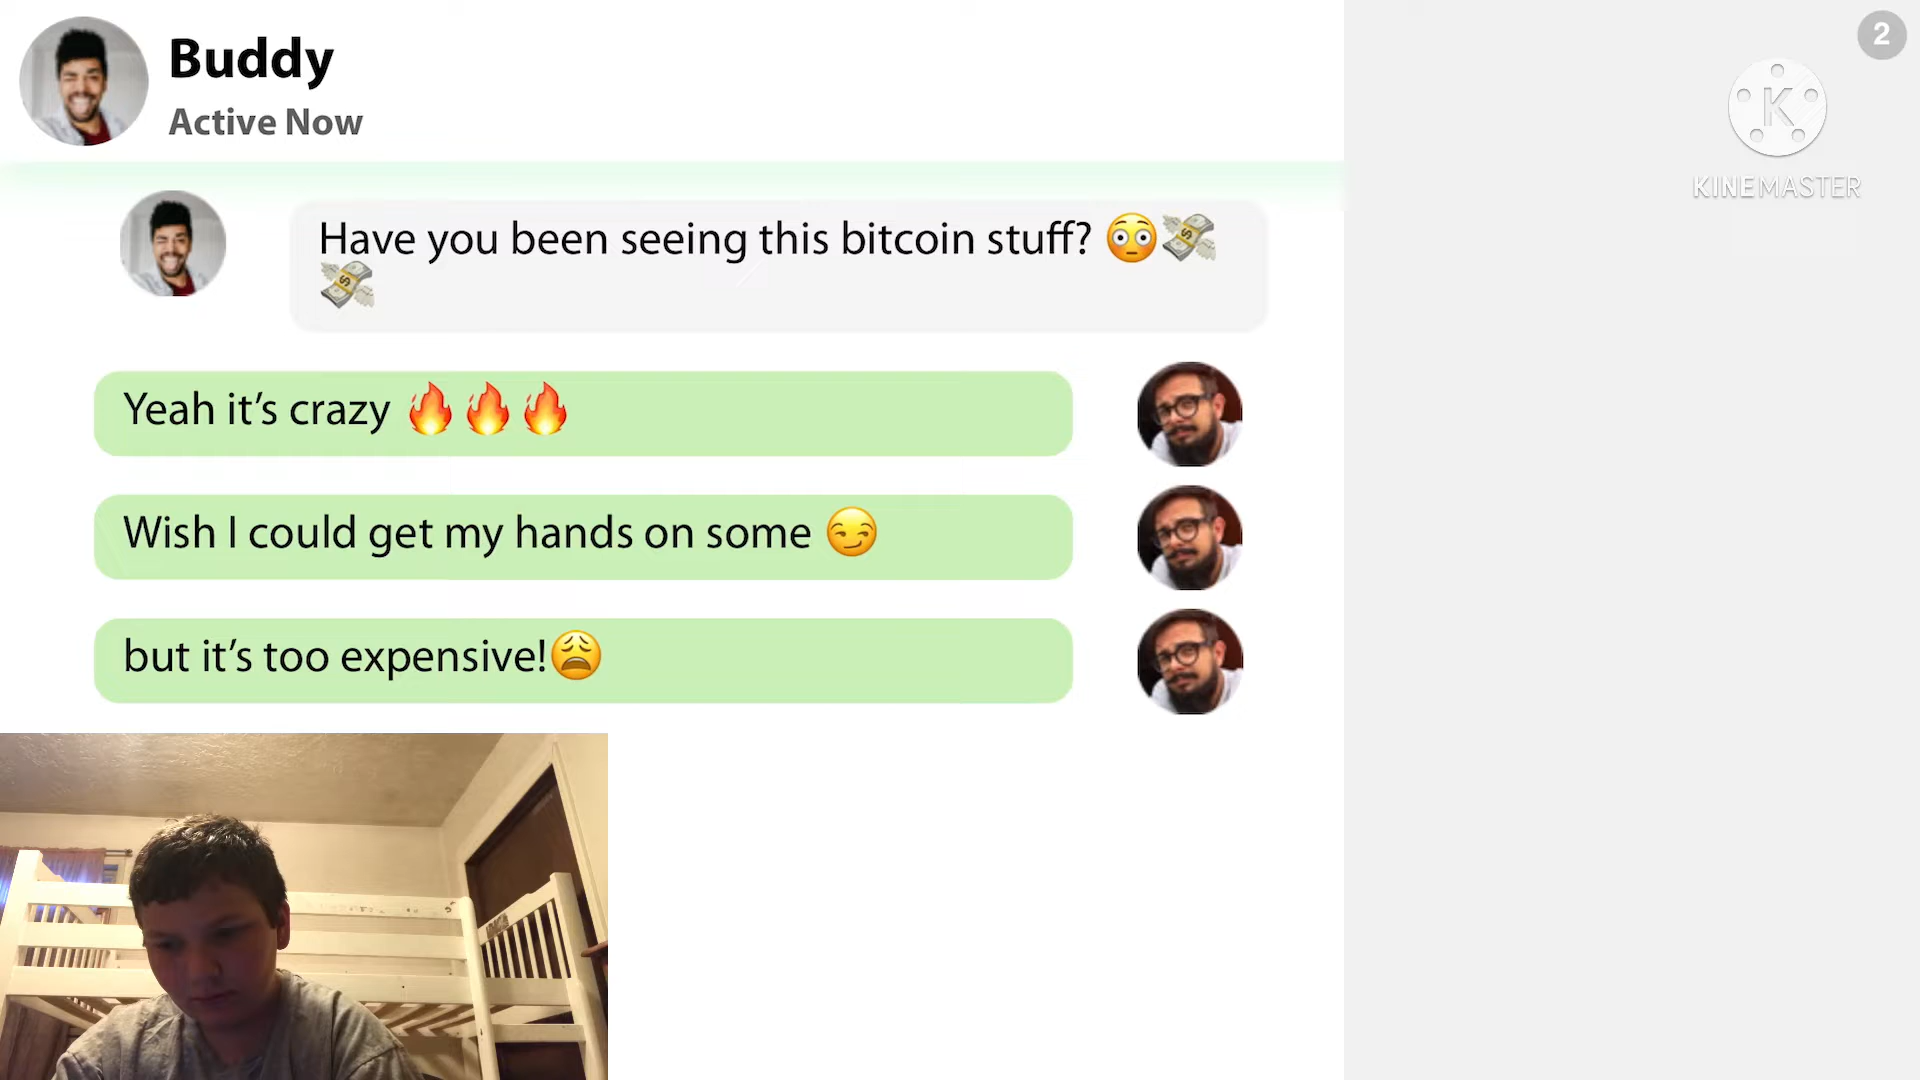 Buddy
Active Now
2
KINEMASTER
Have you been seeing this bitcoin stuff? 😳💸
💸
Yeah it’s crazy 🔥🔥🔥
Wish I could get my hands on some 😏
but it’s too expensive!😩